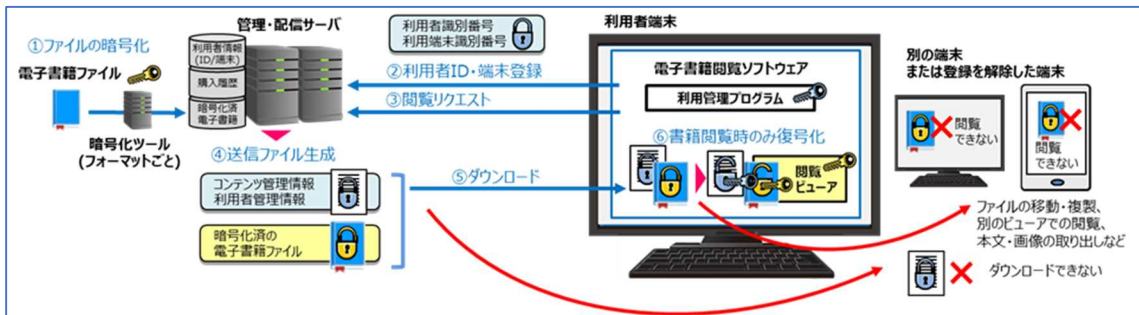 ①ファイルの暗号化
電子書籍ファイル
暗号化ツール
(フォーマットごと)
管理・配信サーバ
利用者情報
(ID/端末)
購入履歴
暗号化済
電子書籍
利用者識別番号
利用端末識別番号
②利用者ID・端末登録
③閲覧リクエスト
④送信ファイル生成
コンテンツ管理情報
利用者管理情報
暗号化済の
電子書籍ファイル
⑤ダウンロード
利用者端末
電子書籍閲覧ソフトウェア
利用管理プログラム
⑥書籍閲覧時のみ復号化
閲覧
ビューア
別の端末
または登録を解除した端末
閲覧
できない
閲覧
できない
ファイルの移動・複製、
別のビューアでの閲覧、
本文・画像の取り出しなど
ダウンロードできない